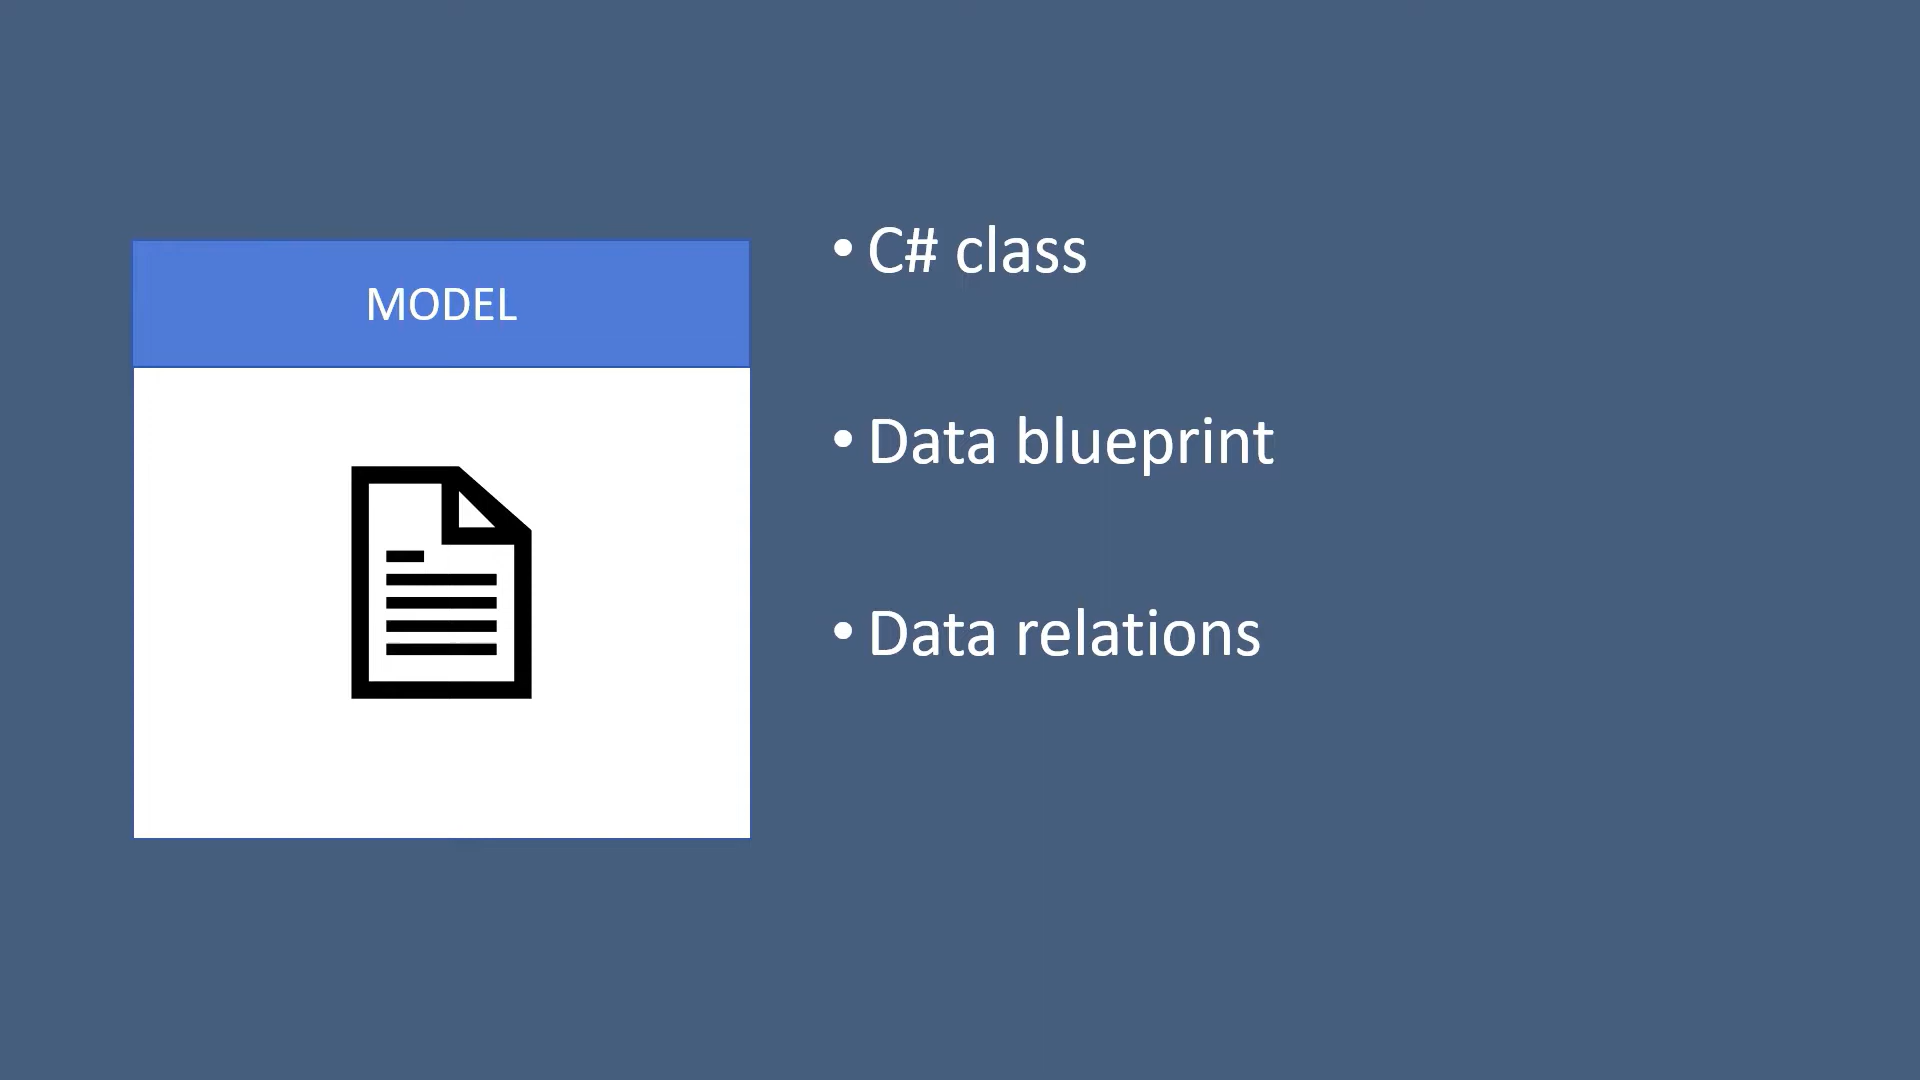 MODEL
• C# class
• Data blueprint
• Data relations